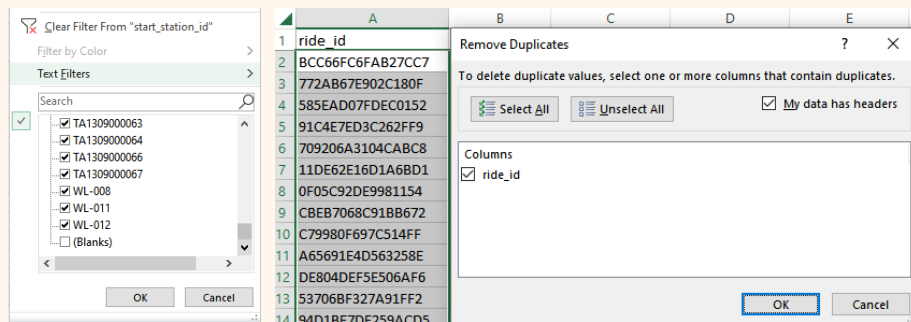 Clear Filter From "start_station_id"
Filter by Color
Text Filters
Search
TA1309000063
TA1309000064
TA1309000066
TA1309000067
WL-008
WL-011
WL-012
(Blanks)
OK Cancel
A B C D E
1 ride_id
2 BCC66FC6FAB27CC7
3 772AB67E902C180F
4 585EAD07FDEC0152
5 91C4E7ED3C262FF9
6 709206A3104CABC8
7 11DE62E16D1A6BD1
8 0F05C92DE9981154
9 CBEB7068C91BB672
10 C79980F697C514FF
11 A65691E4D563258E
12 DE804DEF5E506AF6
13 53706BF327A91FF2
14 94D1BF7DF259ACD5
Remove Duplicates ?
To delete duplicate values, select one or more columns that contain duplicates.
Select All Unselect All My data has headers
Columns
ride_id
OK Cancel